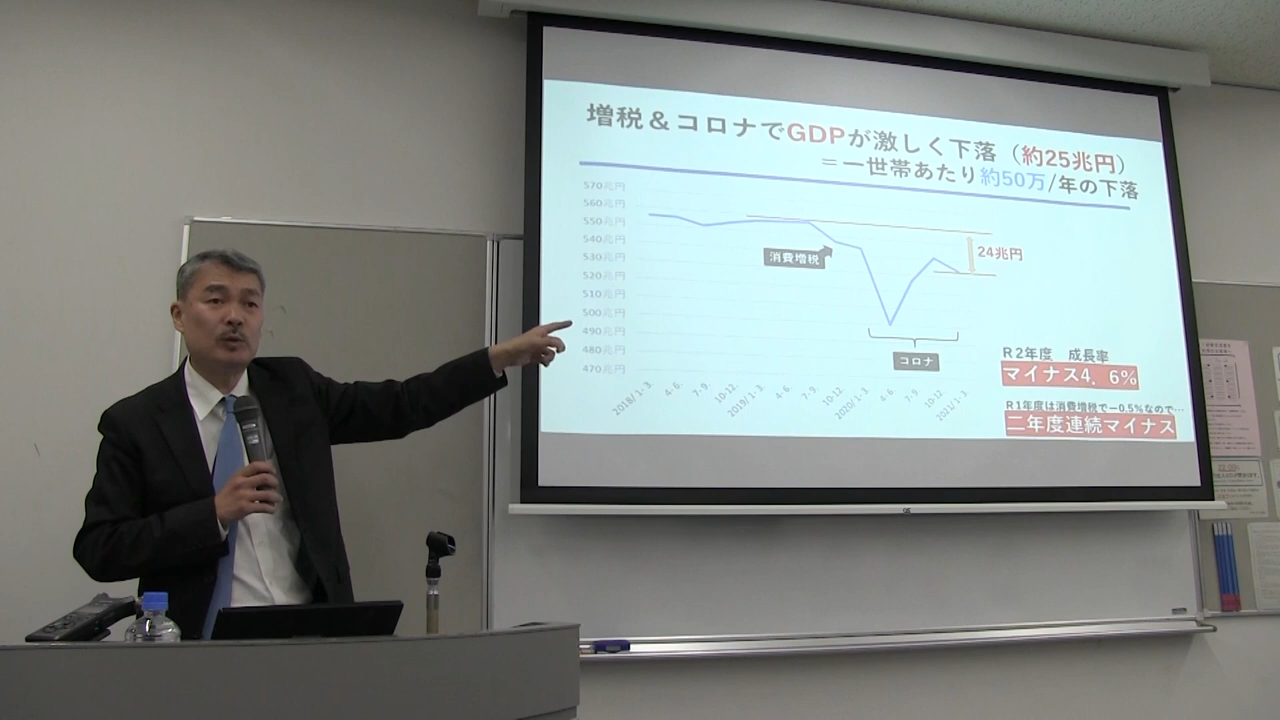 増税＆コロナでGDPが激しく下落（約25兆円）
＝一世帯あたり約50万/年の下落
570兆円
560兆円
550兆円
540兆円
530兆円
520兆円
510兆円
500兆円
490兆円
480兆円
470兆円
消費増税
24兆円
コロナ
2018/ 1-3.
4-6.
7-9.
10-12.
2019/ 1-3.
4-6.
7-9.
10-12.
2020/ 1-3.
4-6.
7-9.
10-12.
2021/ 1-3.
R2年度 成長率
マイナス4．6%
R1年度は消費増税でー0.5%なので…
二年度連続マイナス